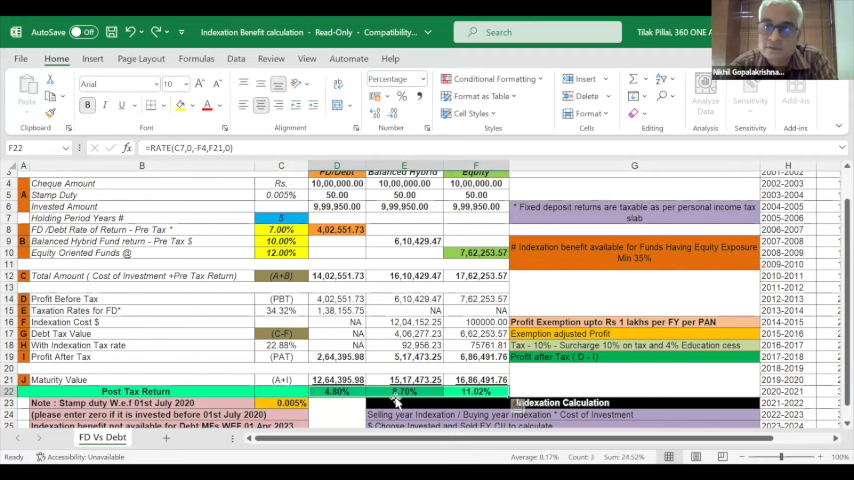 AutoSave Off Indexation Benefit calculation - Read-Only - Compatibility... Search Tilak Pillai, 360 ONE A
Nikhil Gopalakrishna...
File Home Insert Page Layout Formulas Data Review View Automate Help
Paste Arial 10 Percentage Conditional Formatting Insert
B I U % Format as Table Delete Analyze Data Sensitivity Add-ins
Cell Styles Format
Clipboard Font Alignment Number Styles Cells Editing Analysis Sensitivity Add-ins
F22 =RATE(C7,0,-F4,F21,0)
A B C D E F G H
3 FD/Debt Balanced Hybrid Equity 2001-2002
4 Cheque Amount Rs. 10,00,000.00 10,00,000.00 10,00,000.00 2002-2003
5 A Stamp Duty 0.005% 50.00 50.00 50.00 2003-2004
6 Invested Amount 9,99,950.00 9,99,950.00 9,99,950.00 * Fixed deposit returns are taxable as per personal income tax slab 2004-2005
7 Holding Period Years # 5 2005-2006
8 FD /Debt Rate of Return - Pre Tax * 7.00% 4,02,551.73 2006-2007
9 B Balanced Hybrid Fund return - Pre Tax $ 10.00% 6,10,429.47 # Indexation benefit available for Funds Having Equity Exposure Min 35% 2007-2008
10 Equity Oriented Funds @ 12.00% 7,62,253.57 2008-2009
11 2009-2010
12 C Total Amount ( Cost of Investment +Pre Tax Return) (A+B) 14,02,551.73 16,10,429.47 17,62,253.57 2010-2011
13 2011-2012
14 D Profit Before Tax (PBT) 4,02,551.73 6,10,479.47 7,62,253.57 2012-2013
15 E Taxation Rates for FD* 34.32% 1,38,155.75 NA NA 2013-2014
16 F Indexation Cost $ NA 12,04,152.25 100000.00 Profit Exemption upto Rs 1 lakhs per FY per PAN 2014-2015
17 G Debt Tax Value (C-F) NA 4,06,277.23 6,62,253.57 Exemption adjusted Profit 2015-2016
18 H With Indexation Tax rate 22.88% NA 92,956.23 75761.81 Tax - 10% - Surcharge 10% on tax and 4% Education cess 2016-2017
19 I Profit After Tax (PAT) 2,64,395.98 5,17,473.25 6,86,491.76 Profit after Tax ( D - I ) 2017-2018
20 2018-2019
21 J Maturity Value (A+I) 12,64,395.98 15,17,473.25 16,86,491.76 2019-2020
22 Post Tax Return 4.80% 8.70% 11.02% 2020-2021
23 Note : Stamp duty W.e.f 01st July 2020 0.005% Indexation Calculation 2021-2022
24 (please enter zero if it is invested before 01st July 2020) Selling year Indexation / Buying year Indexation * Cost of Investment 2022-2023
25 Indexation benefit not available for Debt MFs WEF 01 Apr 2023 $ Choose Invested and Sold FY CII to calculate 2023-2024
FD Vs Debt
Ready Accessibility: Unavailable Average: 8.17% Count: 3 Sum: 24.52% 100%